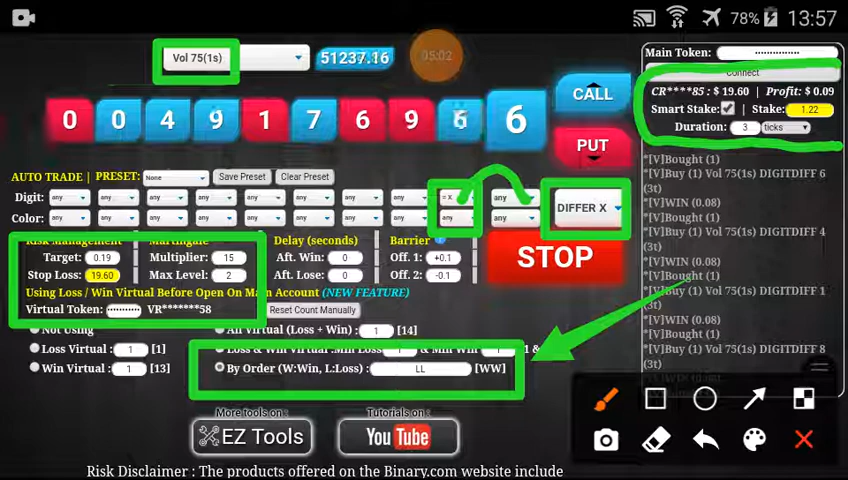 78% 13:57
Vol 75(1s) 51237.16 05:02
Main Token: ••••••••••••••
Connect
CR****85 : $ 19.60 | Profit: $ 0.09
Smart Stake: Stake: 1.22
Duration: 3 ticks
0 0 4 9 1 7 6 9 6 6
CALL
PUT
AUTO TRADE | PRESET: None Save Preset Clear Preset
Digit: any any any any any any any any = X any
Color: any any any any any any any any any any
DIFFER X
STOP
Risk Management Martingale Delay (seconds) Barrier
Target: 0.19 Multiplier: 15 Aft. Win: 0 Off. 1: +0.1
Stop Loss: 19.60 Max Level: 2 Aft. Loss: 0 Off. 2: -0.1
Using Loss / Win Virtual Before Open On Main Account (NEW FEATURE)
Virtual Token: •••••••••• VR*******58 Reset Count Manually
Not Using All Virtual (Loss + Win) : 1 [14]
Loss Virtual : 1 [1] Loss & Win Virtual :Min Loss 1 & Min Win 1 &
Win Virtual : 1 [13] By Order (W:Win, L:Loss) : LL [WW]
*[V]Bought (1)
*[V]Buy (1) Vol 75(1s) DIGITDIFF 6
(3t)
*[V]WIN (0.08)
*[V]Bought (1)
*[V]Buy (1) Vol 75(1s) DIGITDIFF 4
(3t)
*[V]WIN (0.08)
*[V]Bought (1)
*[V]Buy (1) Vol 75(1s) DIGITDIFF 1
(3t)
*[V]WIN (0.08)
*[V]Bought (1)
*[V]Buy (1) Vol 75(1s) DIGITDIFF 8
(3t)
More tools on :
EZ Tools
Tutorials on :
YouTube
Risk Disclaimer : The products offered on the Binary.com website include